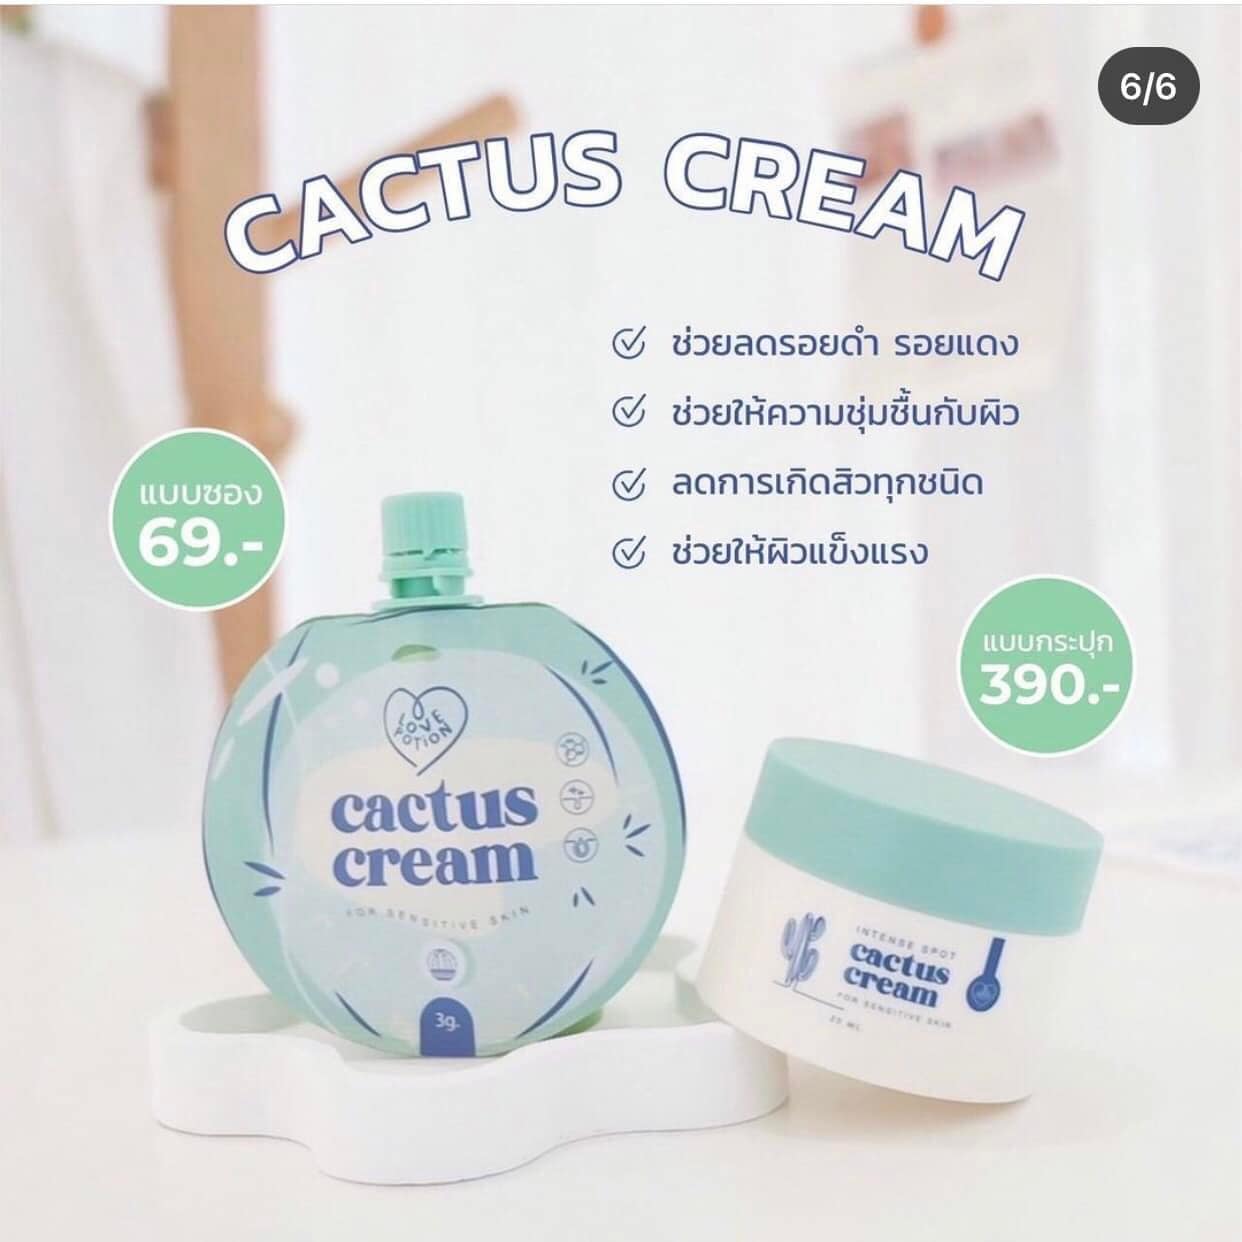 6/6
CACTUS CREAM
ช่วยลดรอยดำ รอยแดง
ช่วยให้ความชุ่มชื้นกับผิว
ลดการเกิดสิวทุกชนิด
ช่วยให้ผิวแข็งแรง
แบบซอง
69.-
แบบกระปุก
390.-
LOVE
POTION
cactus
cream
FOR SENSITIVE SKIN
3g.
INTENSE SPOT
cactus
cream
FOR SENSITIVE SKIN
20 ML